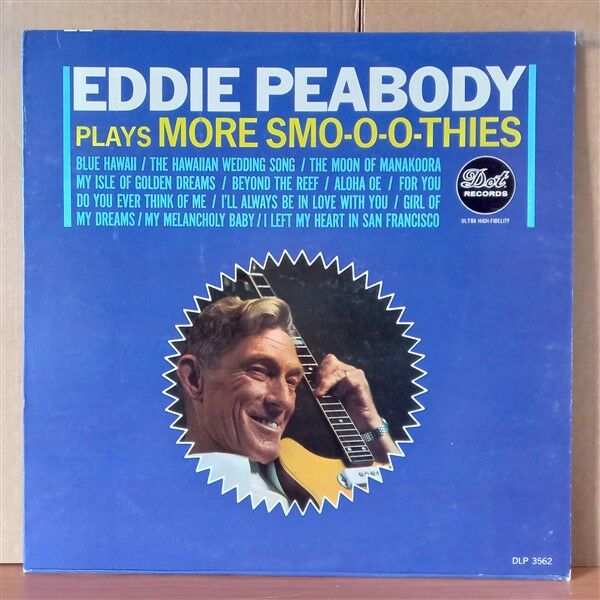 EDDIE PEABODY
PLAYS MORE SMO-O-O-THIES
BLUE HAWAII / THE HAWAIIAN WEDDING SONG / THE MOON OF MANAKOORA
MY ISLE OF GOLDEN DREAMS / BEYOND THE REEF / ALOHA OE / FOR YOU
DO YOU EVER THINK OF ME / I'LL ALWAYS BE IN LOVE WITH YOU / GIRL OF
MY DREAMS / MY MELANCHOLY BABY / I LEFT MY HEART IN SAN FRANCISCO
Dot
RECORDS
ULTRA HIGH-FIDELITY
DLP 3562